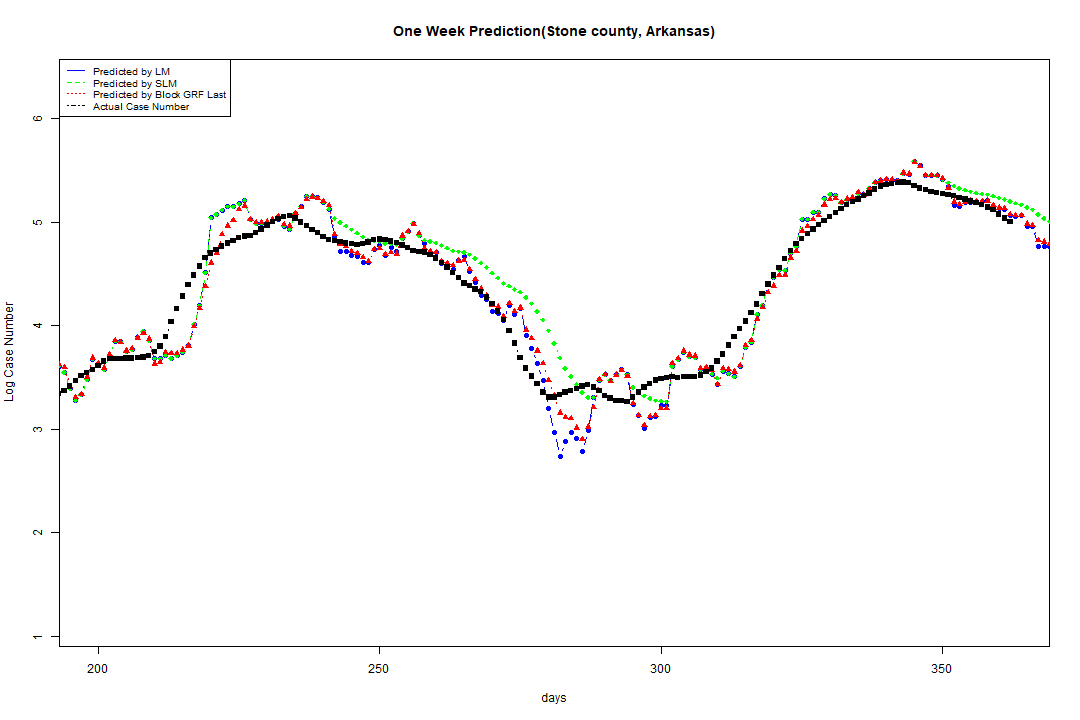 One Week Prediction(Stone county, Arkansas)
Predicted by LM
Predicted by SLM
Predicted by Block GRF Last
Actual Case Number
Log Case Number
6
5
4
3
2
1
200 250 300 350
days